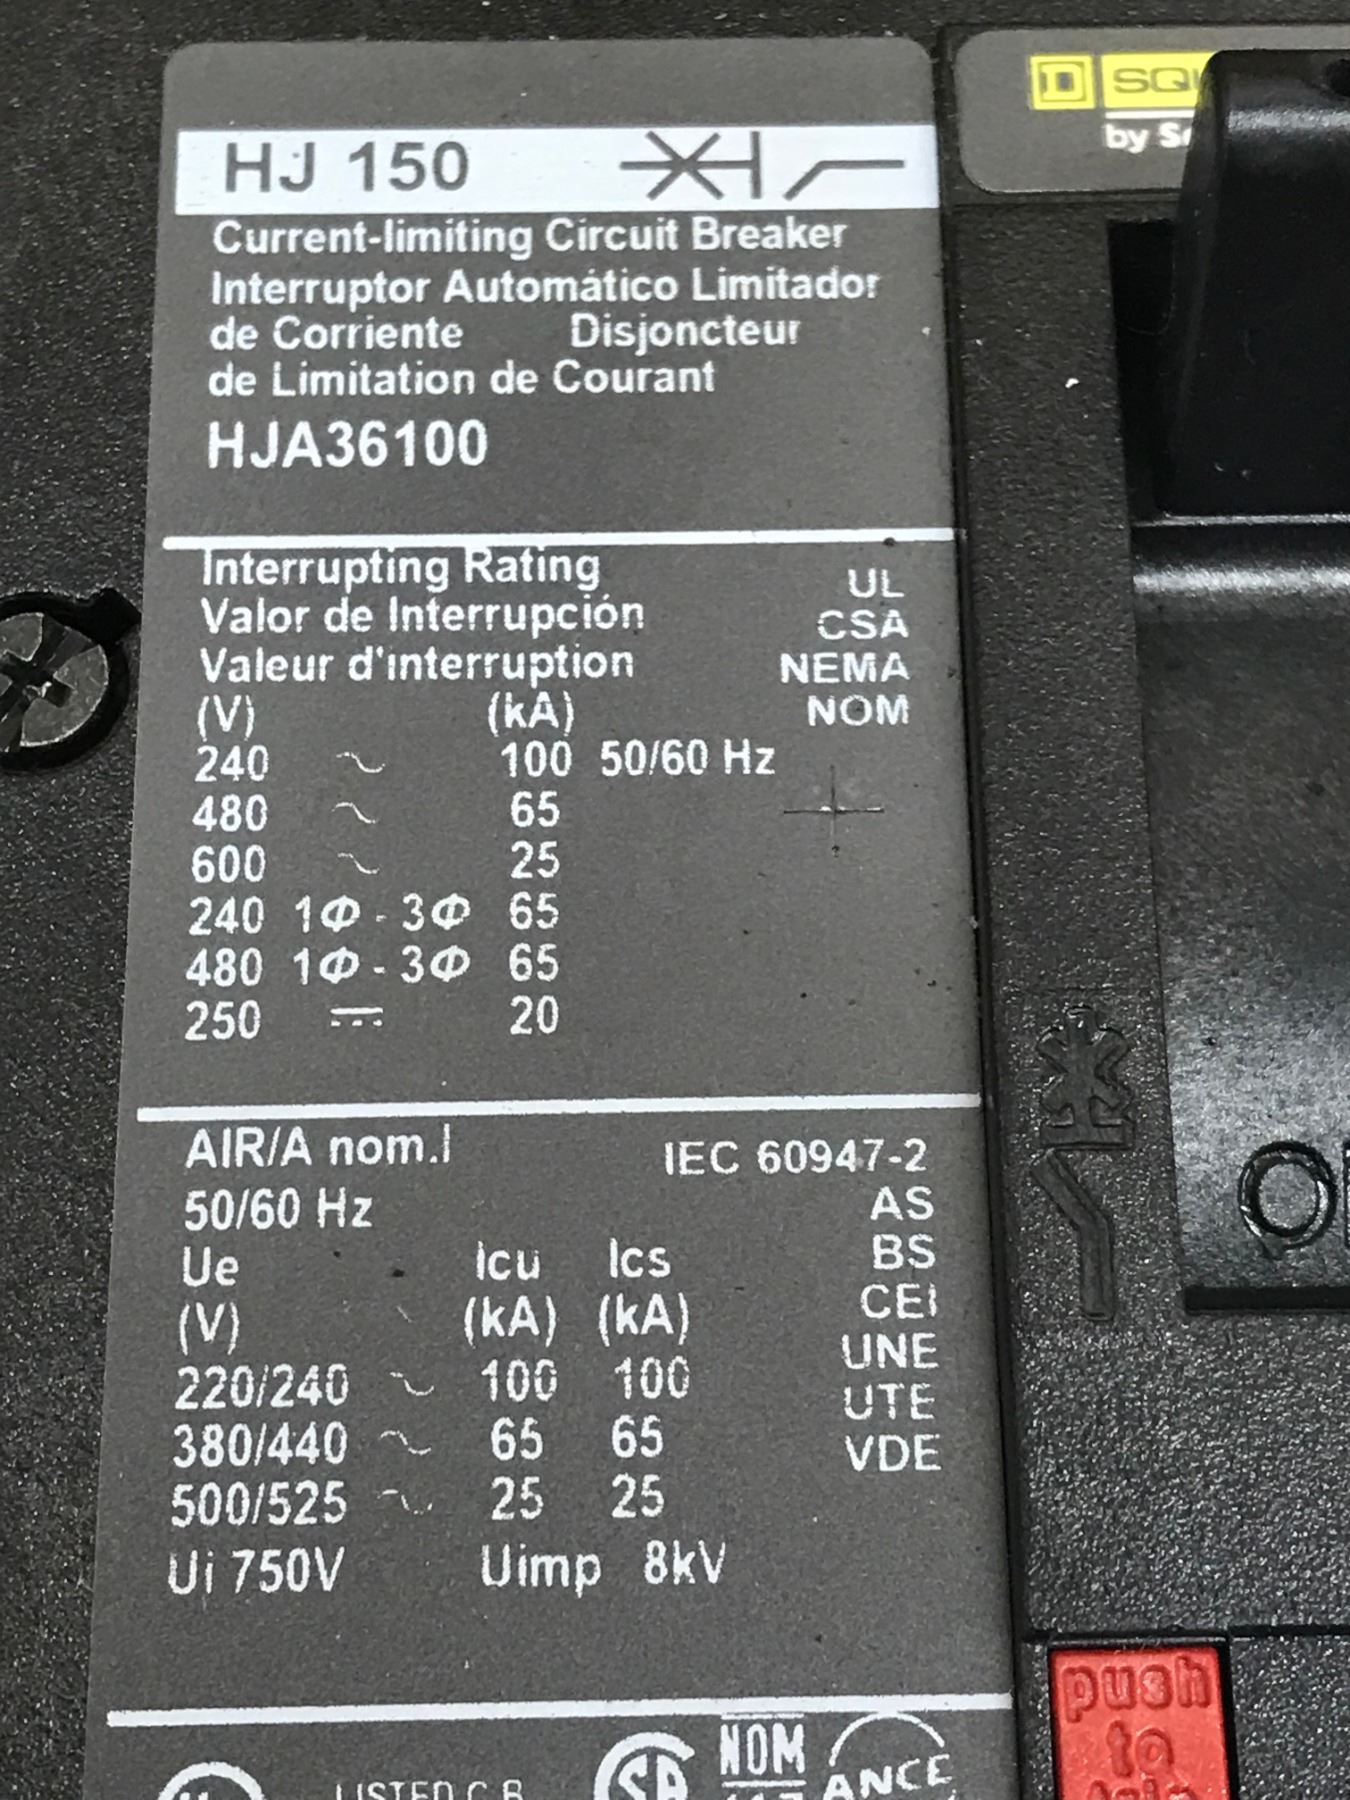 HJ 150
Current-limiting Circuit Breaker
Interruptor Automático Limitador
de Corriente Disjoncteur
de Limitation de Courant
HJA36100
Interrupting Rating UL
Valor de Interrupción CSA
Valeur d'interruption NEMA
(V) (kA) NOM
240 ~ 100 50/60 Hz
480 ~ 65
600 ~ 25
240 1Φ - 3Φ 65
480 1Φ - 3Φ 65
250 ⎓ 20
AIR/A nom.I IEC 60947-2
50/60 Hz AS
Ue Icu Ics BS
(V) (kA) (kA) CEI
220/240 ~ 100 100 UNE
380/440 ~ 65 65 UTE
500/525 ~ 25 25 VDE
Ui 750V Uimp 8kV
LISTED C.B.
NOM
ANCE
D
by
push
to